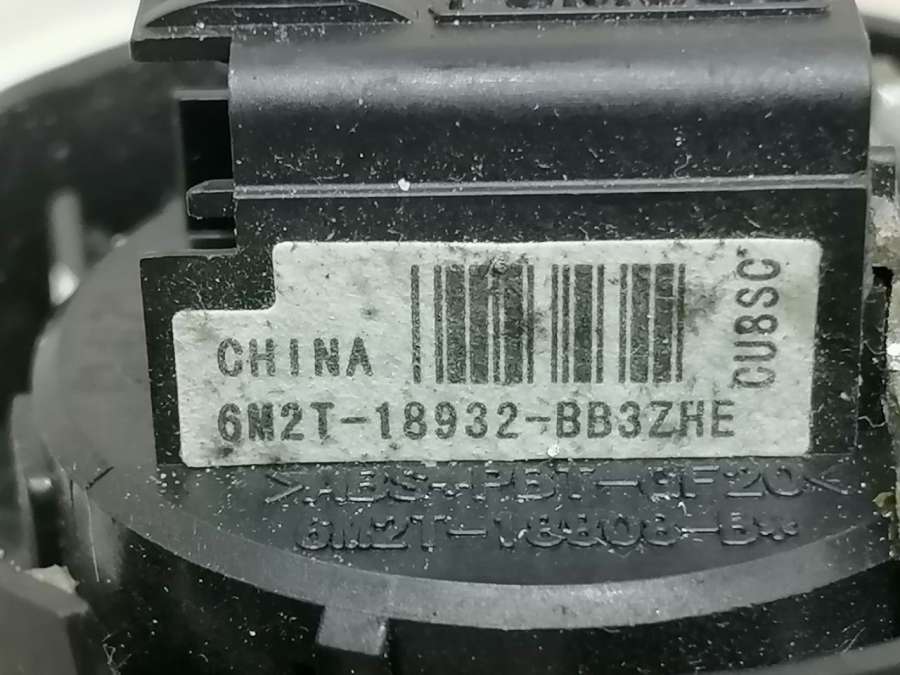 CHINA
6M2T-18932-BB3ZHE
CU8SC
>ABS+PBT-GF20<
6M2T-18808-B*